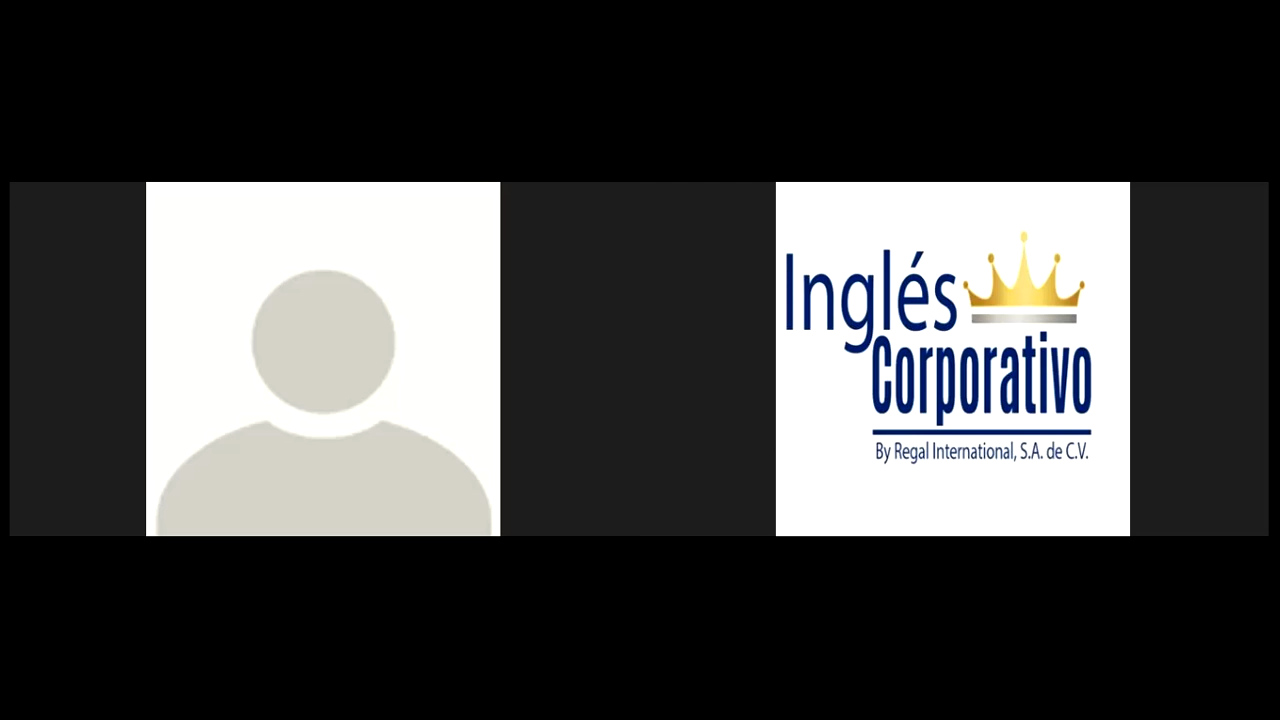 Inglés
Corporativo
By Regal International, S.A. de C.V.